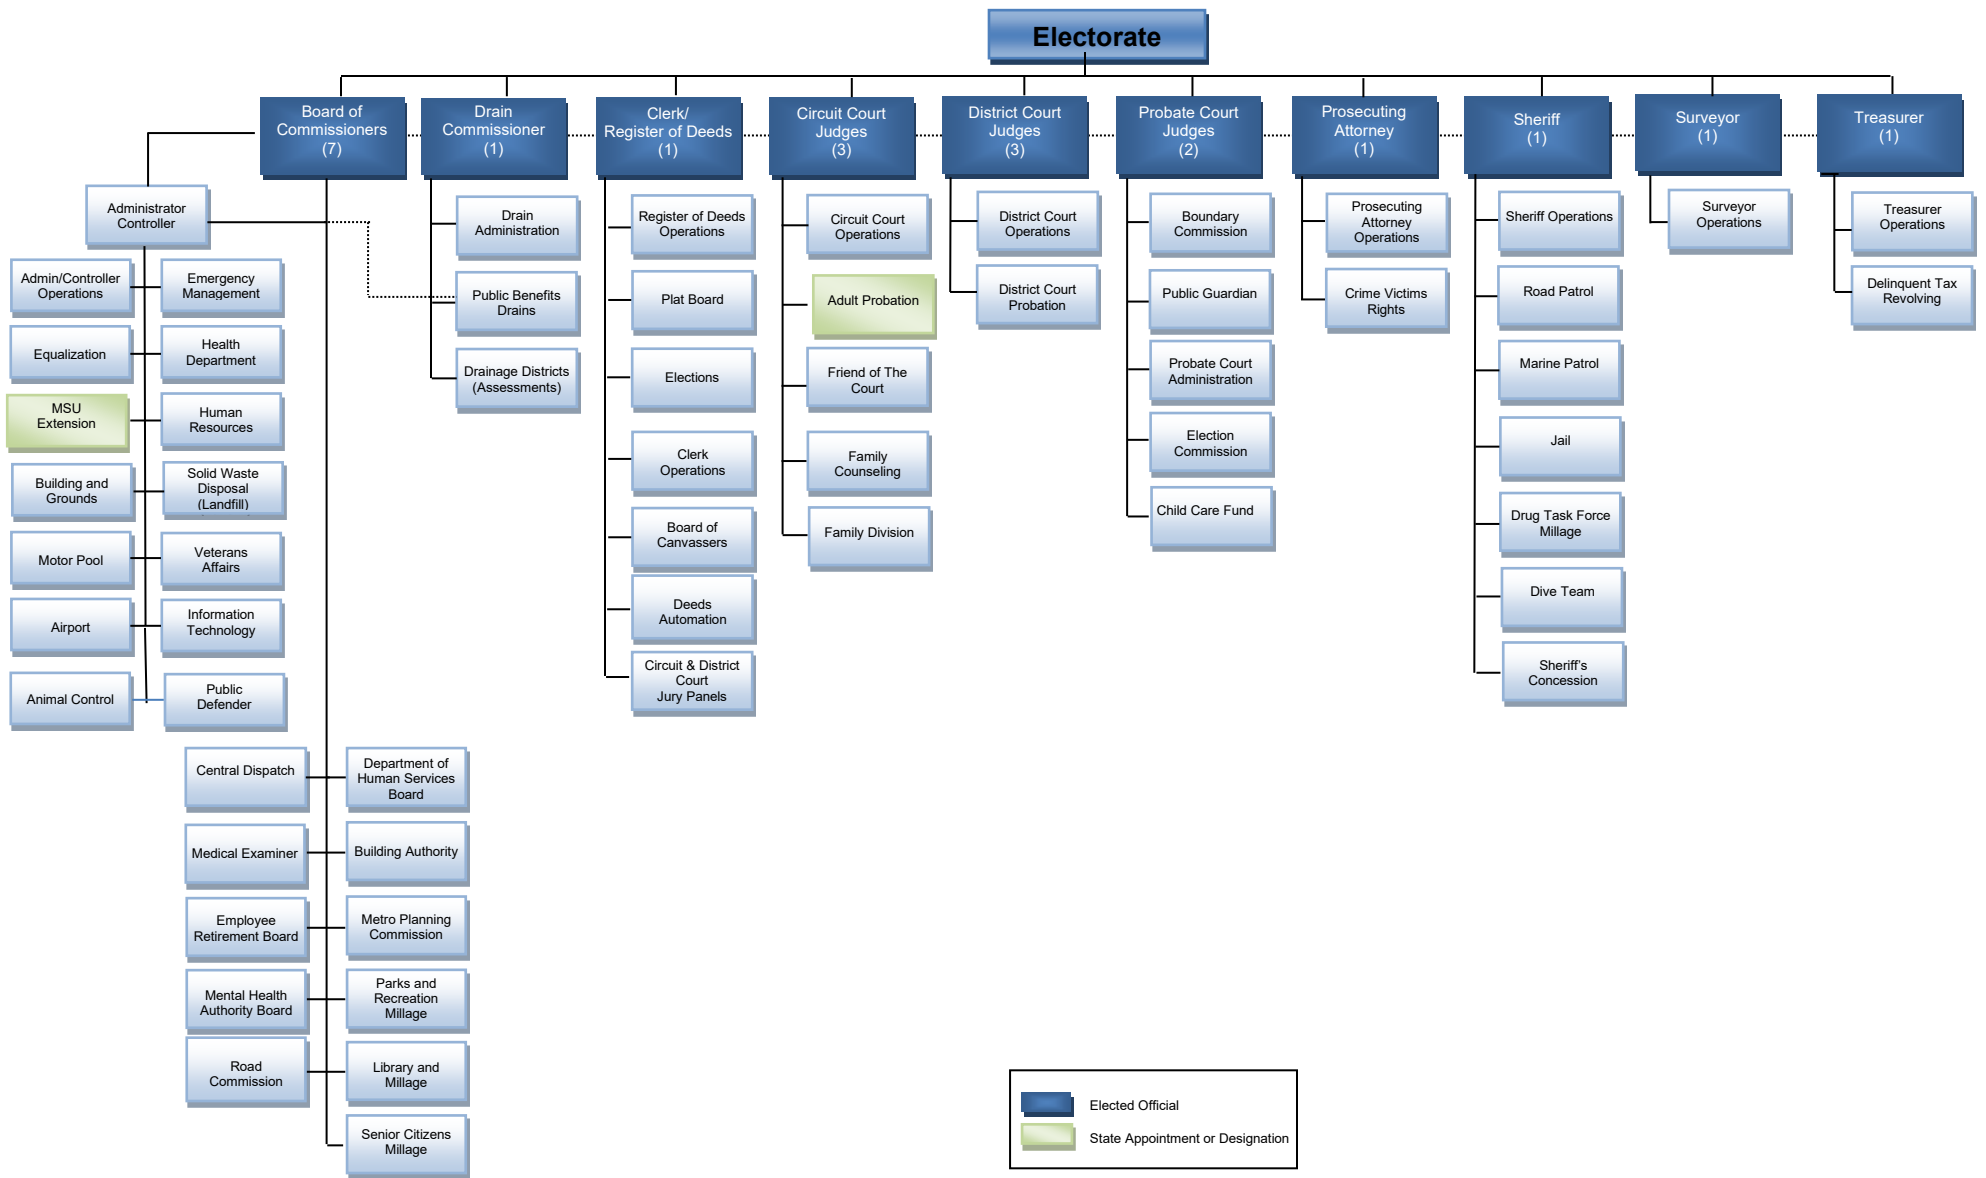 Electorate
Board of
Commissioners
(7)
Drain
Commissioner
(1)
Clerk/
Register of Deeds
(1)
Circuit Court
Judges
(3)
District Court
Judges
(3)
Probate Court
Judges
(2)
Prosecuting
Attorney
(1)
Sheriff
(1)
Surveyor
(1)
Treasurer
(1)
Administrator
Controller
Admin/Controller
Operations
Emergency
Management
Equalization
Health
Department
MSU
Extension
Human
Resources
Building and
Grounds
Solid Waste
Disposal
(Landfill)
Motor Pool
Veterans
Affairs
Airport
Information
Technology
Animal Control
Public
Defender
Central Dispatch
Department of
Human Services
Board
Medical Examiner
Building Authority
Employee
Retirement Board
Metro Planning
Commission
Mental Health
Authority Board
Parks and
Recreation
Millage
Road
Commission
Library and
Millage
Senior Citizens
Millage
Drain
Administration
Public Benefits
Drains
Drainage Districts
(Assessments)
Register of Deeds
Operations
Plat Board
Elections
Clerk
Operations
Board of
Canvassers
Deeds
Automation
Circuit & District
Court
Jury Panels
Circuit Court
Operations
Adult Probation
Friend of The
Court
Family
Counseling
Family Division
District Court
Operations
District Court
Probation
Boundary
Commission
Public Guardian
Probate Court
Administration
Election
Commission
Child Care Fund
Prosecuting
Attorney
Operations
Crime Victims
Rights
Sheriff Operations
Road Patrol
Marine Patrol
Jail
Drug Task Force
Millage
Dive Team
Sheriff's
Concession
Surveyor
Operations
Treasurer
Operations
Delinquent Tax
Revolving
Elected Official
State Appointment or Designation